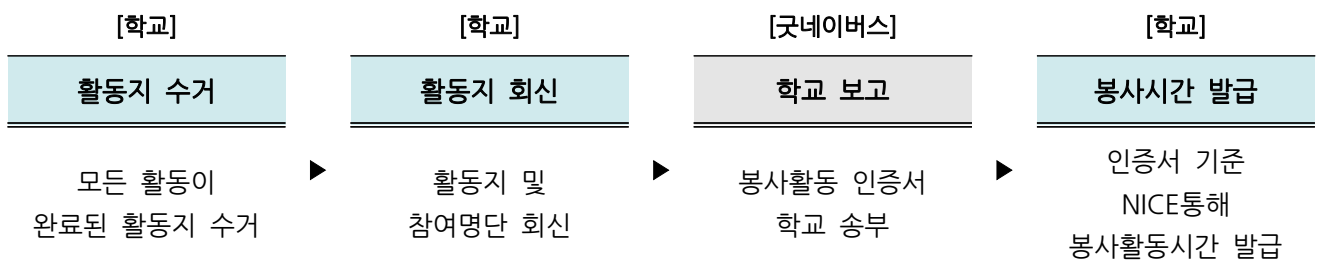 [학교]
활동지 수거
모든 활동이
완료된 활동지 수거
[학교]
활동지 회신
활동지 및
참여명단 회신
[굿네이버스]
학교 보고
봉사활동 인증서
학교 송부
[학교]
봉사시간 발급
인증서 기준
NICE통해
봉사활동시간 발급